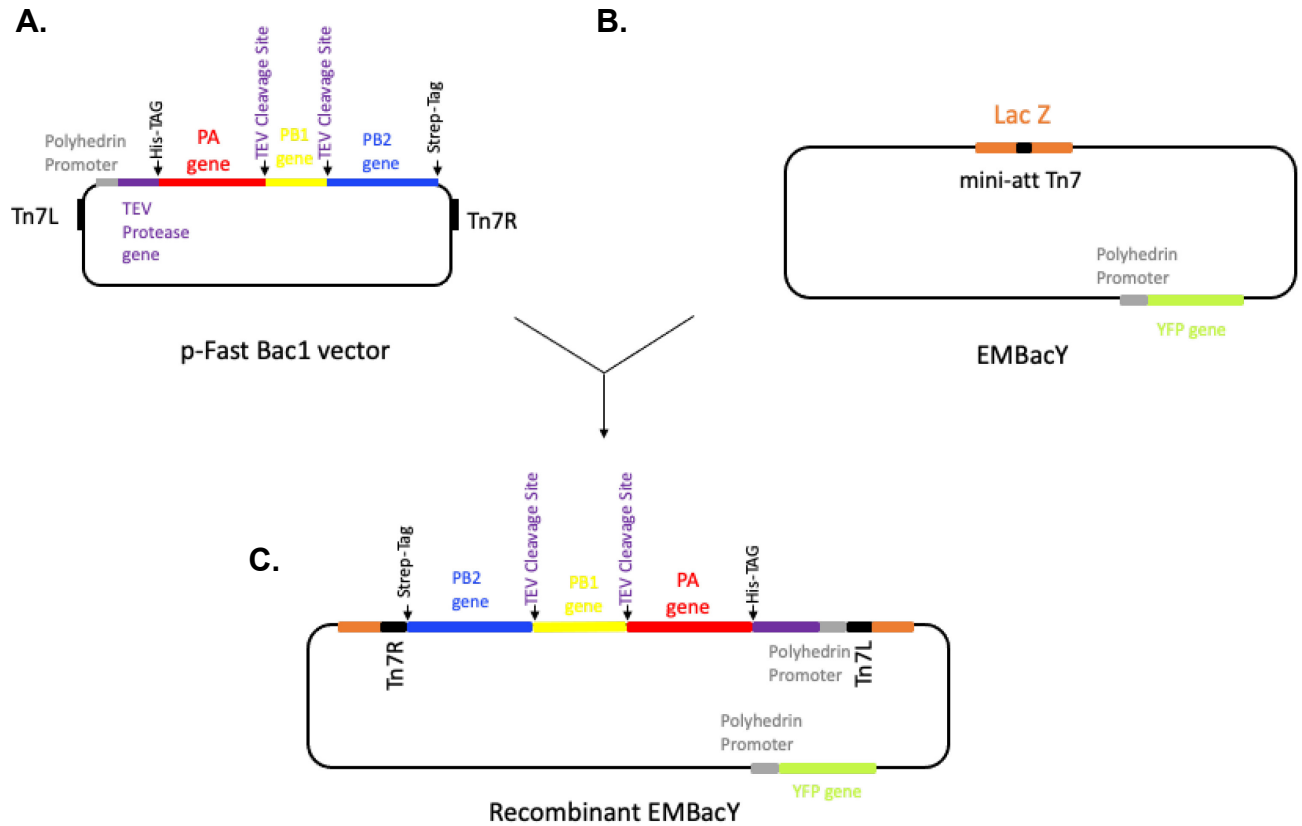 A.
B.
TEV Cleavage Site
TEV Cleavage Site
Strep-Tag
His-TAG
Polyhedrin
Promoter
PA
gene
PB1
gene
PB2
gene
Tn7L
TEV
Protease
gene
Tn7R
p-Fast Bac1 vector
Lac Z
mini-att Tn7
Polyhedrin
Promoter
YFP gene
EMBacY
C.
Strep-Tag
PB2
gene
TEV Cleavage Site
PB1
gene
TEV Cleavage Site
PA
gene
His-TAG
Tn7R
Polyhedrin
Promoter
Tn7L
Polyhedrin
Promoter
YFP gene
Recombinant EMBacY